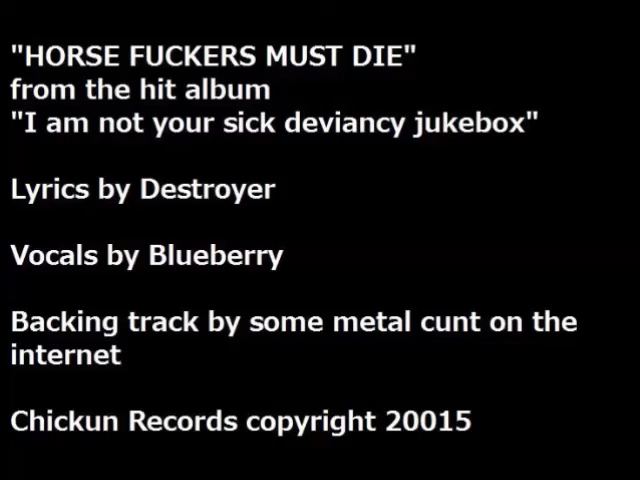 "HORSE FUCKERS MUST DIE"
from the hit album
"I am not your sick deviancy jukebox"
Lyrics by Destroyer
Vocals by Blueberry
Backing track by some metal cunt on the
internet
Chickun Records copyright 20015